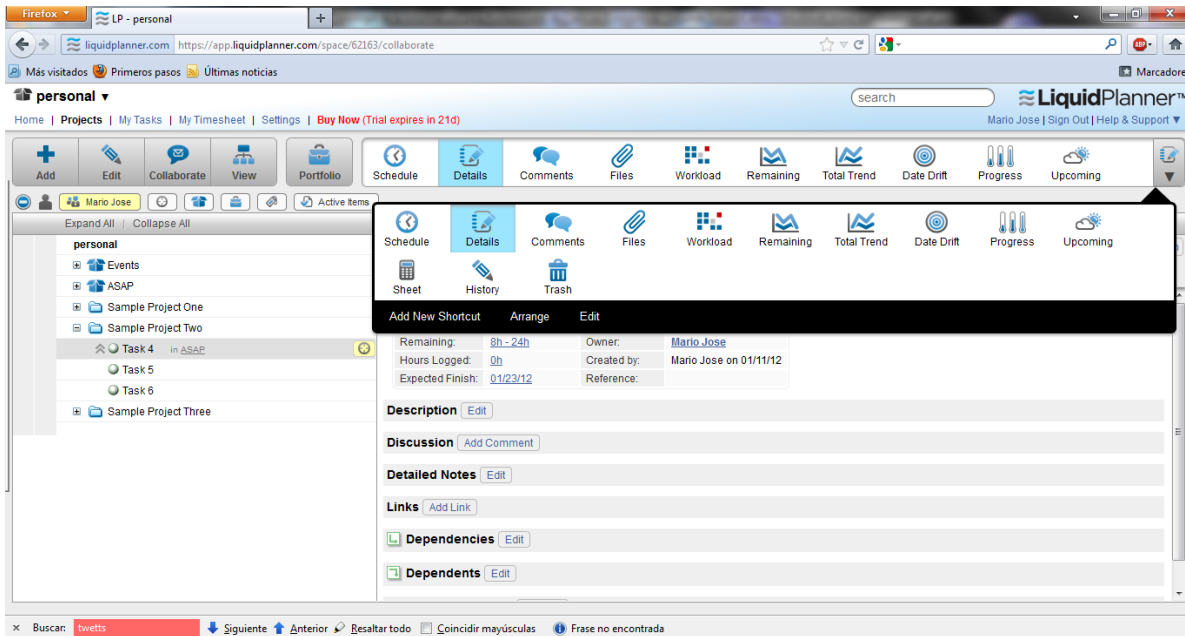 Firefox
LP - personal
liquidplanner.com https://app.liquidplanner.com/space/62163/collaborate
ABP
Más visitados Primeros pasos Últimas noticias Marcadore
personal search LiquidPlanner™
Home | Projects | My Tasks | My Timesheet | Settings | Buy Now (Trial expires in 21d) Mario Jose | Sign Out | Help & Support
Add Edit Collaborate View Portfolio Schedule Details Comments Files Workload Remaining Total Trend Date Drift Progress Upcoming
Mario Jose Active Items
Expand All | Collapse All
personal
Events
ASAP
Sample Project One
Sample Project Two
Task 4 in ASAP
Task 5
Task 6
Sample Project Three
Schedule Details Comments Files Workload Remaining Total Trend Date Drift Progress Upcoming
Sheet History Trash
Add New Shortcut Arrange Edit
Remaining: 8h - 24h Owner: Mario Jose
Hours Logged: 0h Created by: Mario Jose on 01/11/12
Expected Finish: 01/23/12 Reference:
Description Edit
Discussion Add Comment
Detailed Notes Edit
Links Add Link
Dependencies Edit
Dependents Edit
Buscar: twetts Siguiente Anterior Resaltar todo Coincidir mayúsculas Frase no encontrada